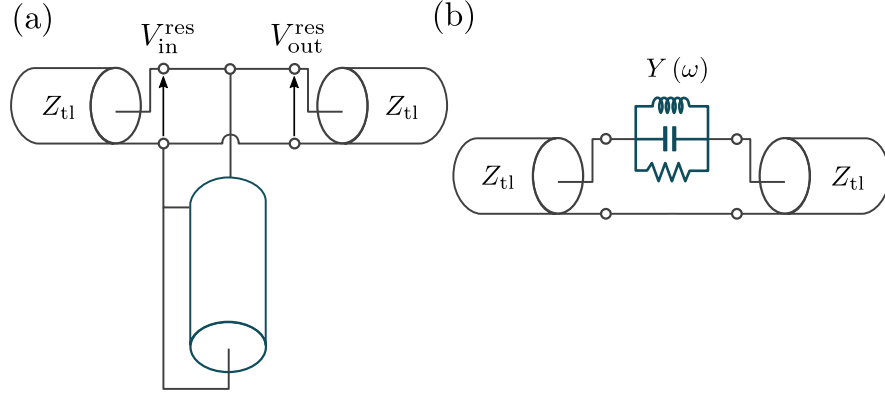 (a)
V_in^res V_out^res
Z_tl Z_tl
(b)
Y (ω)
Z_tl Z_tl